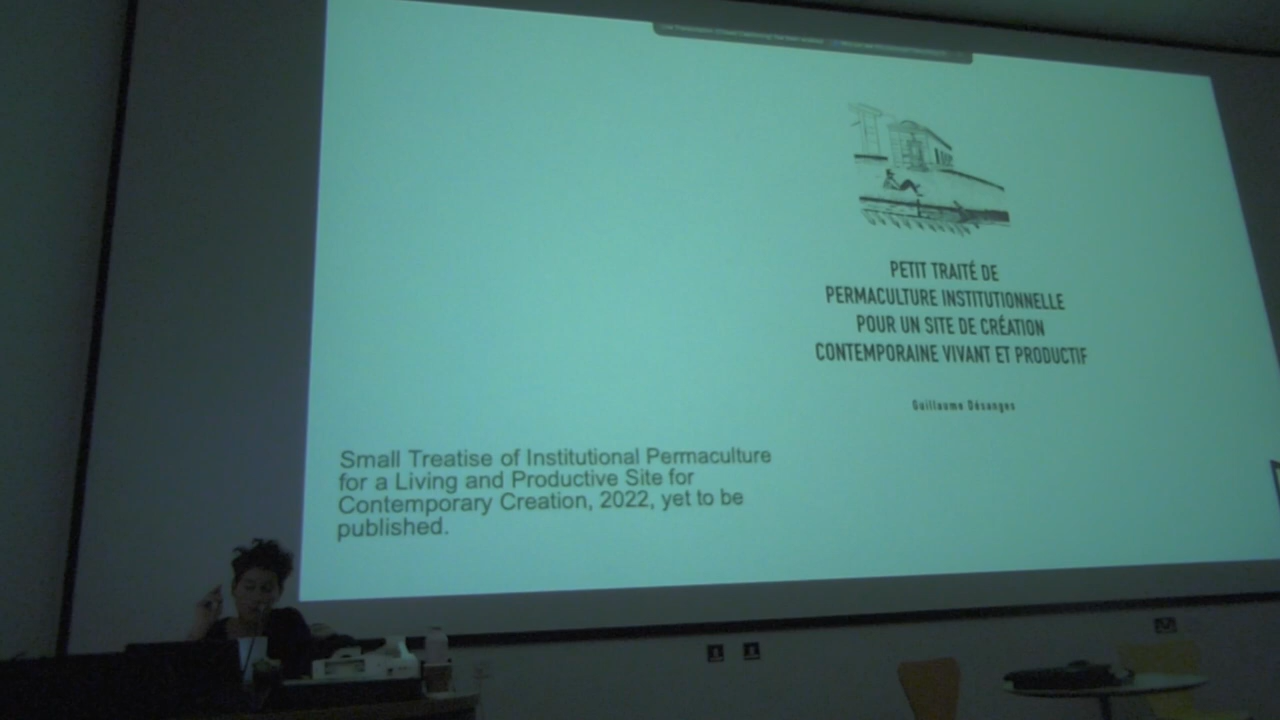 PETIT TRAITÉ DE
PERMACULTURE INSTITUTIONNELLE
POUR UN SITE DE CRÉATION
CONTEMPORAINE VIVANT ET PRODUCTIF
Guillaume Désanges
Small Treatise of Institutional Permaculture
for a Living and Productive Site for
Contemporary Creation, 2022, yet to be
published.